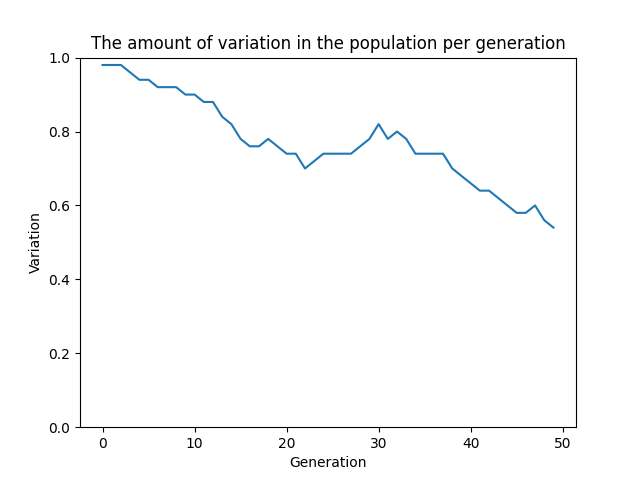 The amount of variation in the population per generation
1.0
0.8
0.6
0.4
0.2
0.0
Variation
0 10 20 30 40 50
Generation